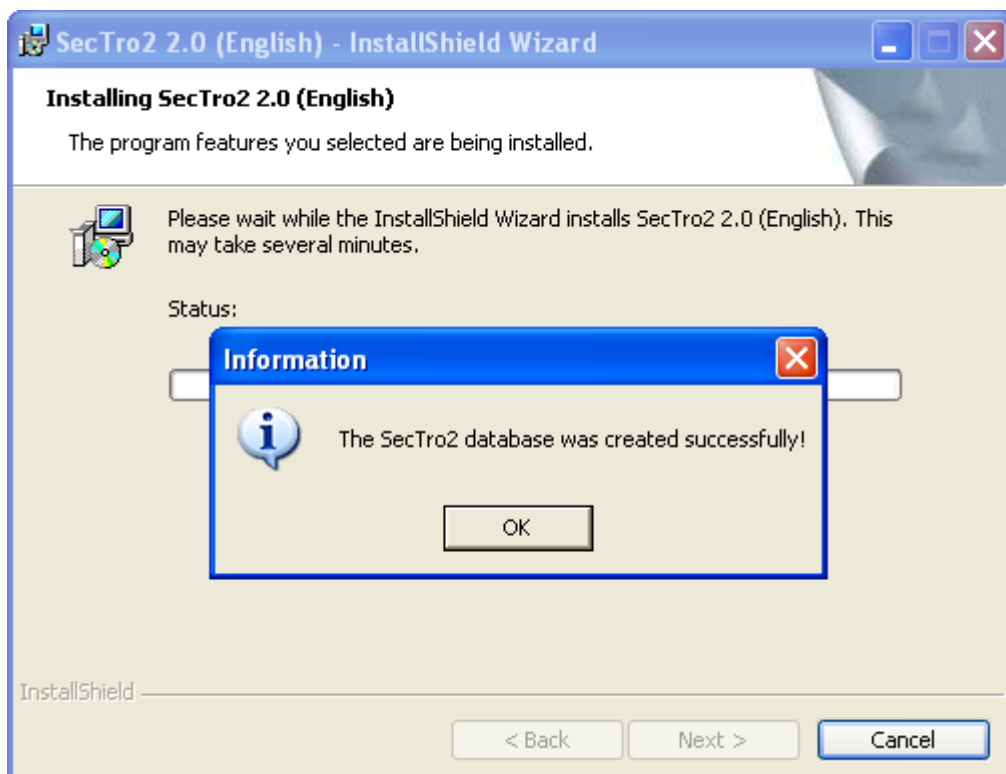 SecTro2 2.0 (English) - InstallShield Wizard
Installing SecTro2 2.0 (English)
The program features you selected are being installed.
Please wait while the InstallShield Wizard installs SecTro2 2.0 (English). This
may take several minutes.
Status:
Information
The SecTro2 database was created successfully!
OK
InstallShield
< Back
Next >
Cancel